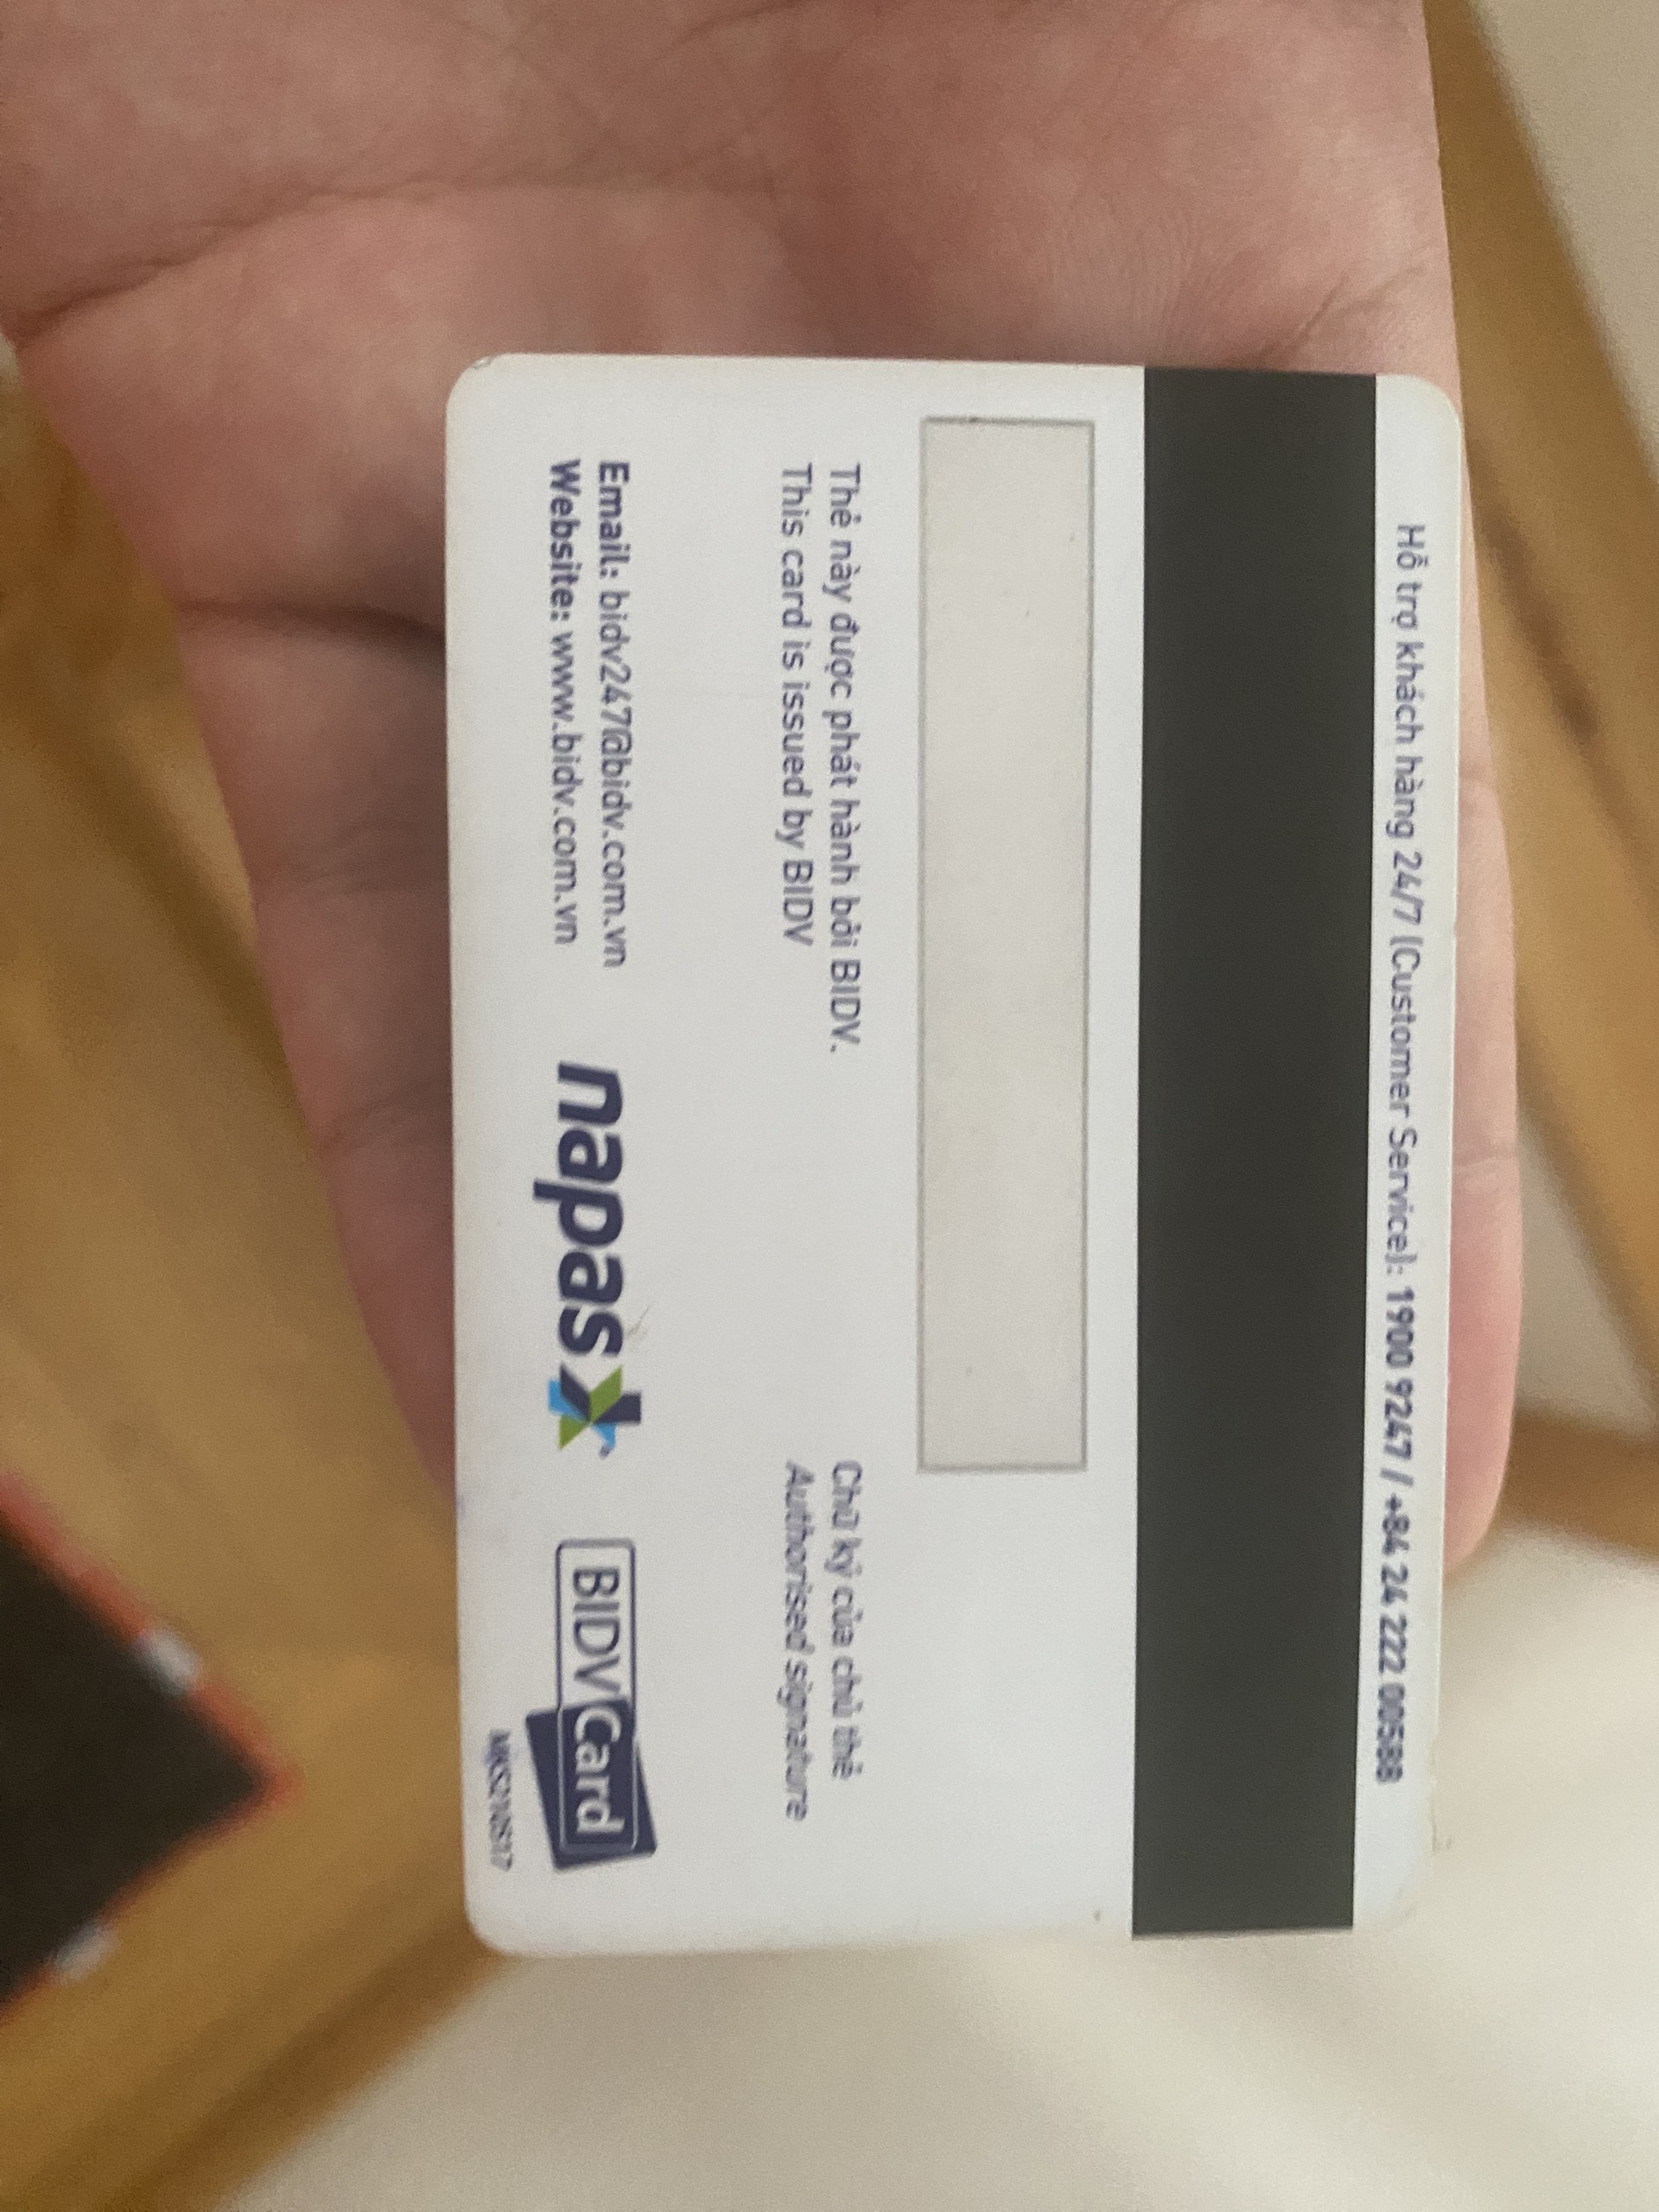 Hỗ trợ khách hàng 24/7 (Customer Service): 1900 9247 / +84 24 222 00588
Thẻ này được phát hành bởi BIDV.
This card is issued by BIDV
Chữ ký của chủ thẻ
Authorised signature
Email: bidv247@bidv.com.vn
Website: www.bidv.com.vn
napas
BIDV Card